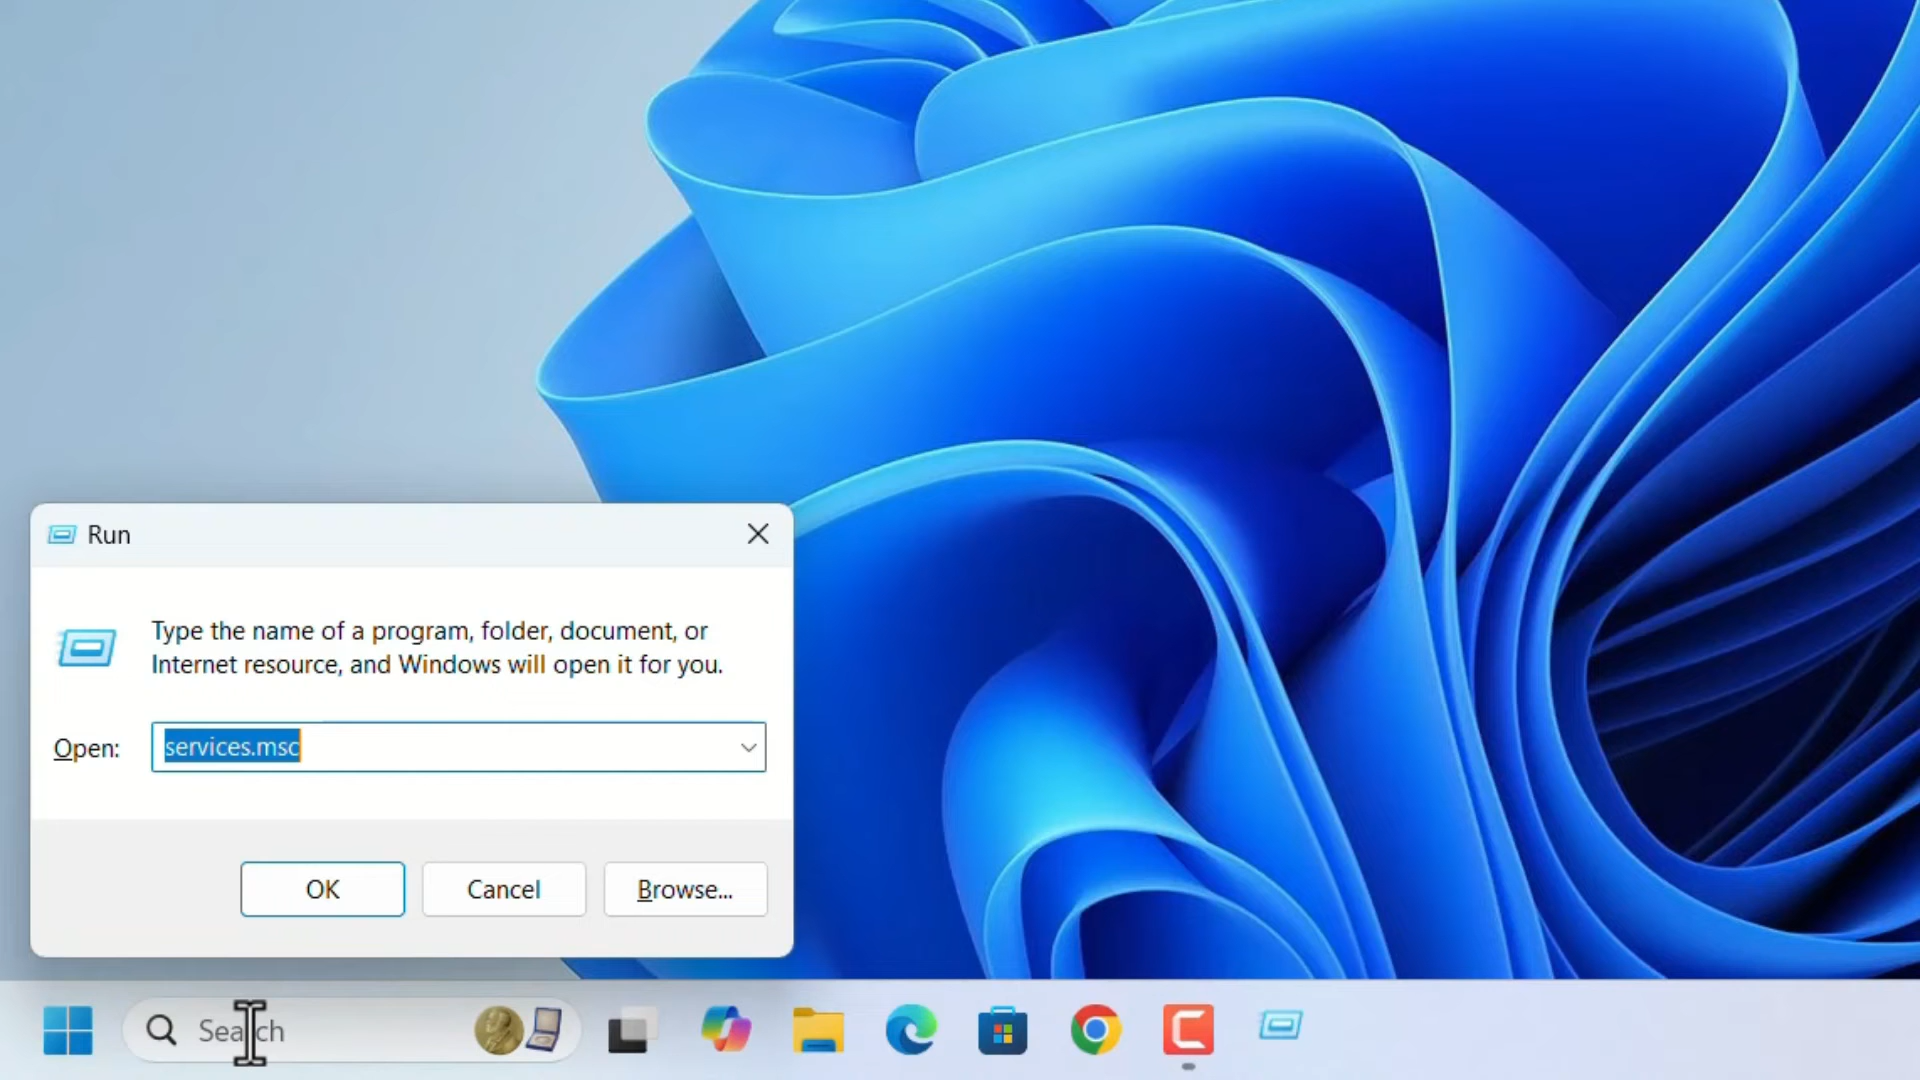 Run
Type the name of a program, folder, document, or
Internet resource, and Windows will open it for you.
Open: services.msc
OK Cancel Browse...
Search